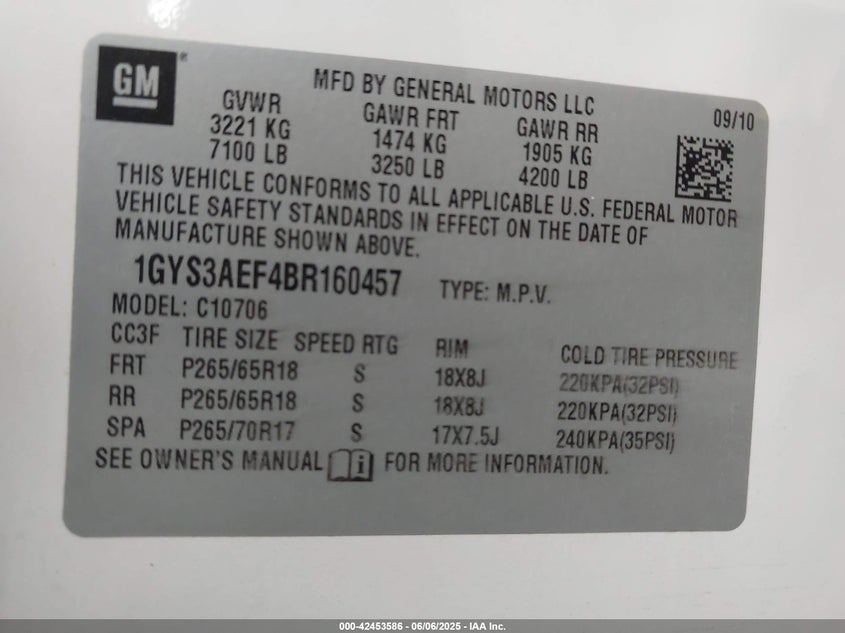 GM®
MFD BY GENERAL MOTORS LLC
09/10
GVWR GAWR FRT GAWR RR
3221 KG 1474 KG 1905 KG
7100 LB 3250 LB 4200 LB
THIS VEHICLE CONFORMS TO ALL APPLICABLE U.S. FEDERAL MOTOR
VEHICLE SAFETY STANDARDS IN EFFECT ON THE DATE OF
MANUFACTURE SHOWN ABOVE.
1GYS3AEF4BR160457 TYPE: M.P.V.
MODEL: C10706
CC3F TIRE SIZE SPEED RTG RIM COLD TIRE PRESSURE
FRT P265/65R18 S 18X8J 220KPA(32PSI)
RR P265/65R18 S 18X8J 220KPA(32PSI)
SPA P265/70R17 S 17X7.5J 240KPA(35PSI)
SEE OWNER'S MANUAL i FOR MORE INFORMATION.
000-42453586 - 06/06/2025 - IAA Inc.